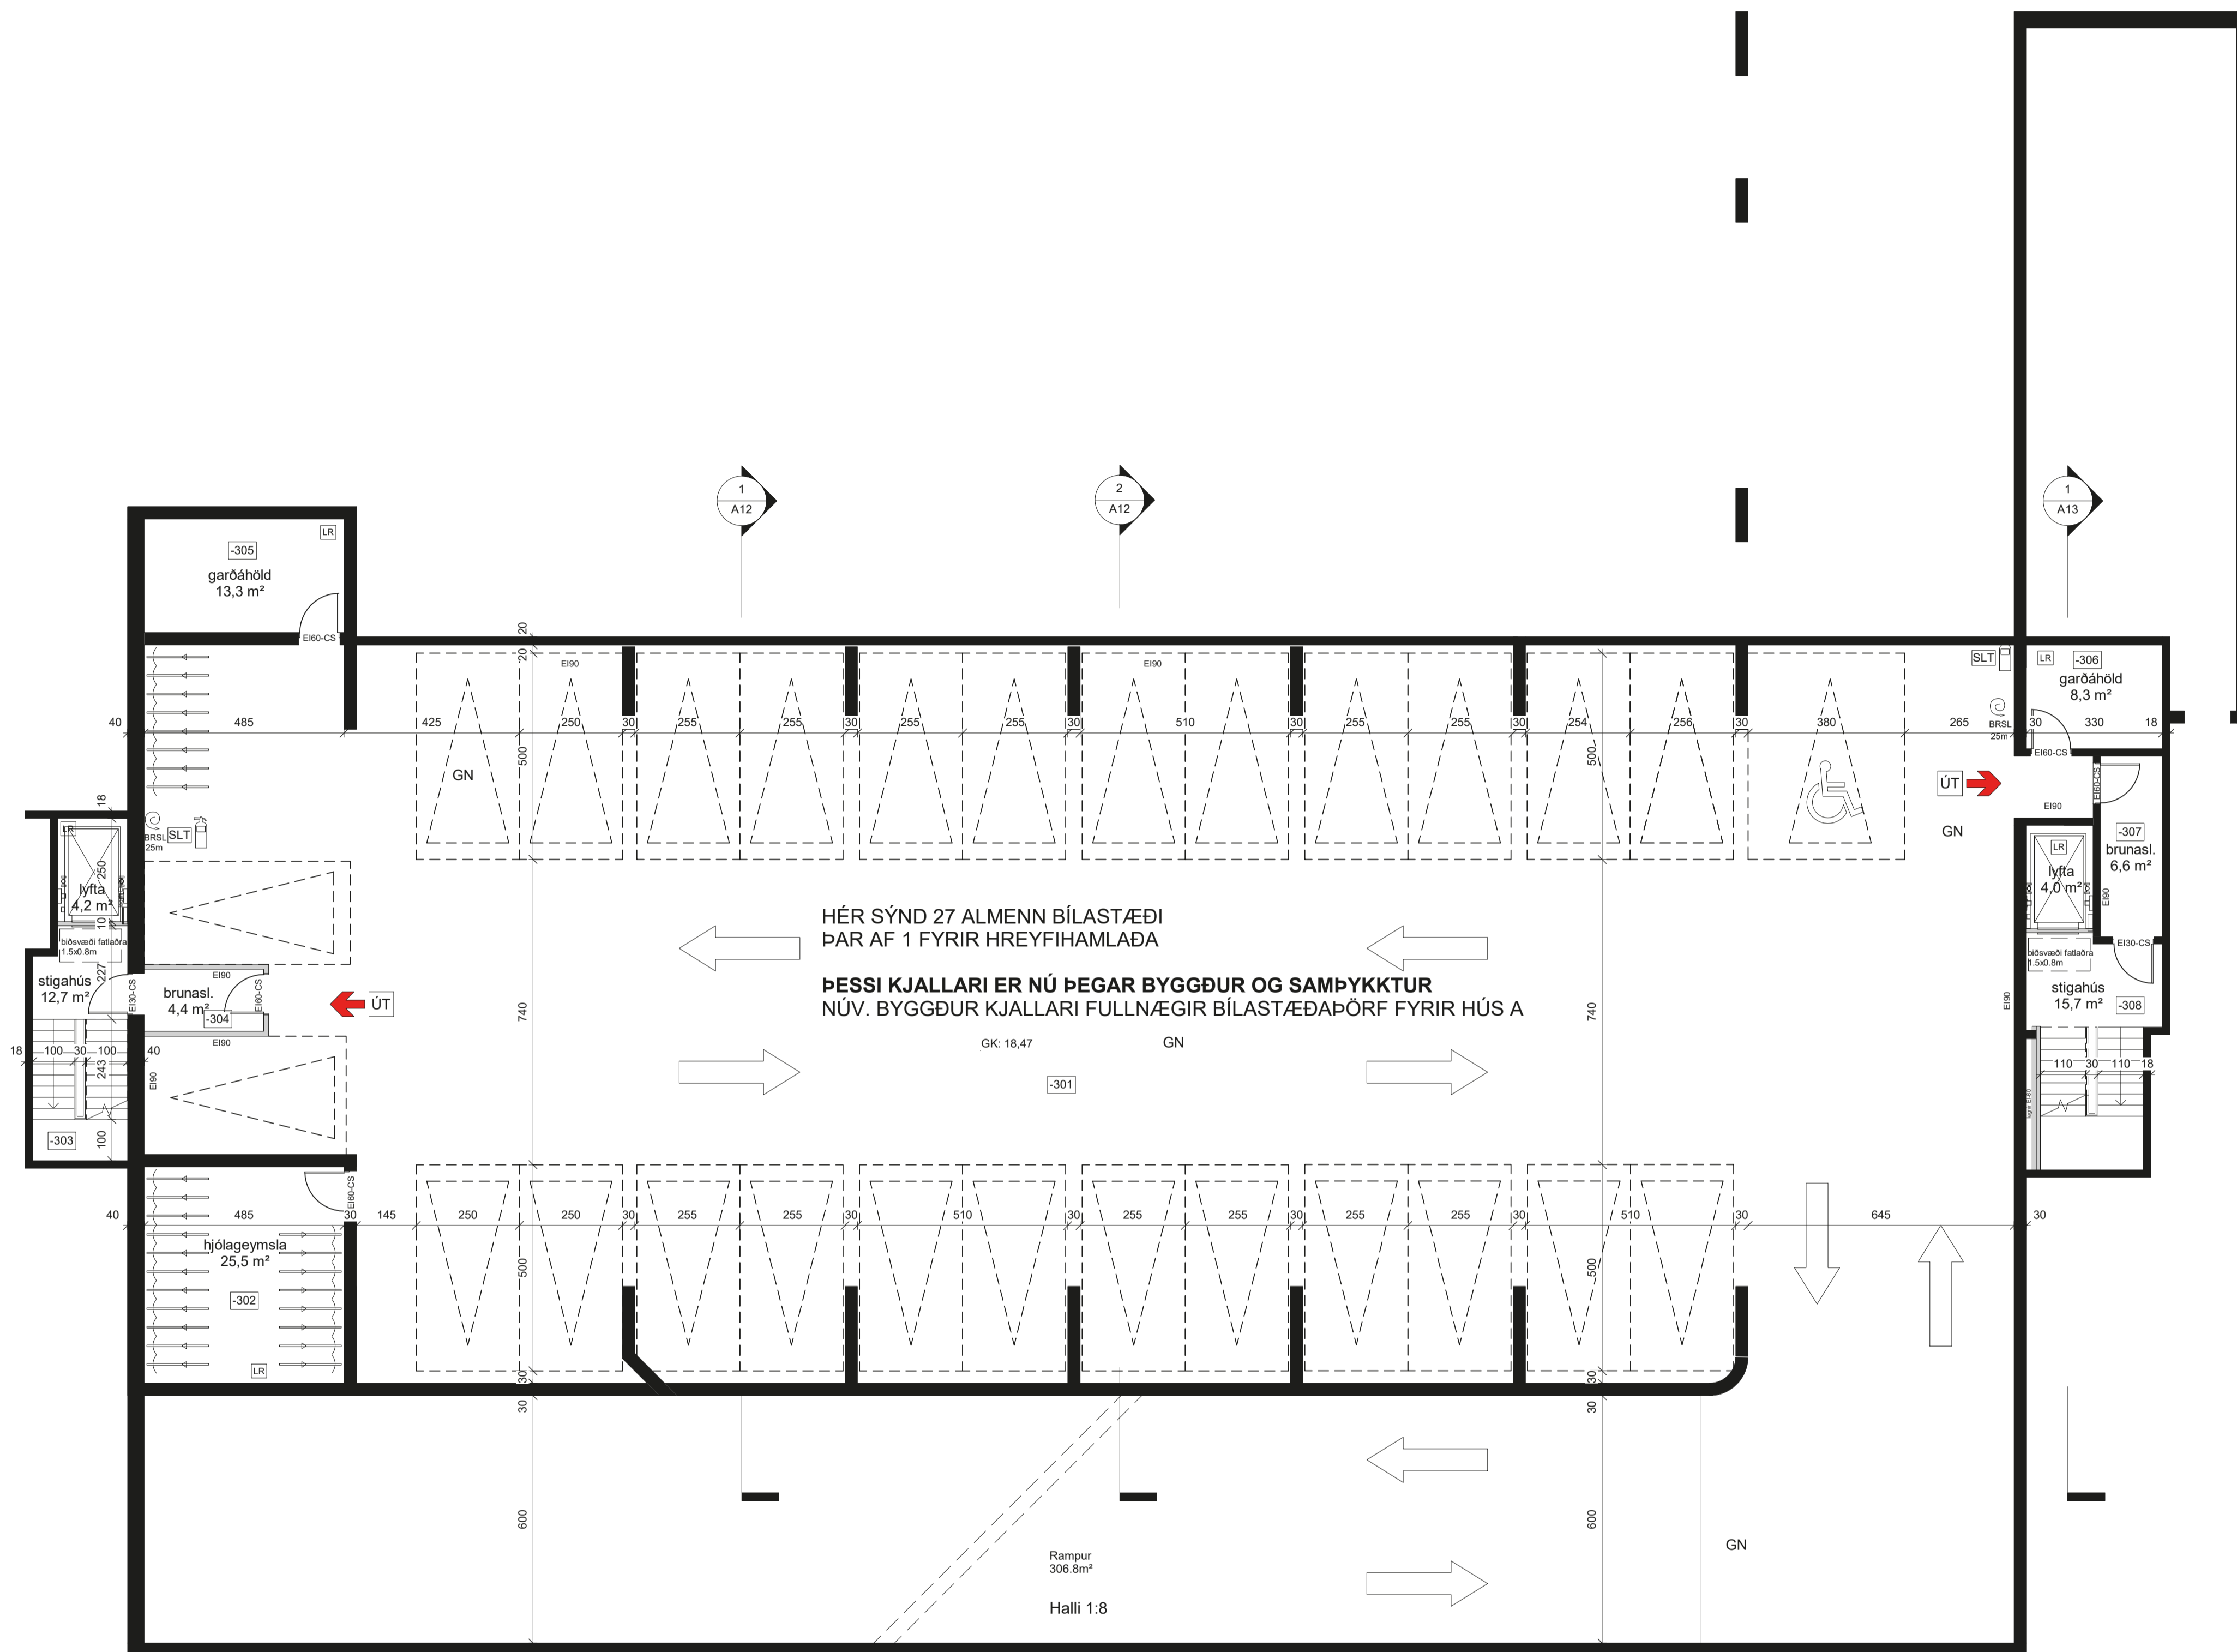 1
A12
2
A12
1
A13
-305
LR
garðáhöld
13,3 m²
EI60-CS
20
20
EI90
EI90
SLT
LR
-306
garðáhöld
8,3 m²
40
485
425
250
30
255
255
30
255
255
30
510
30
255
255
30
254
256
30
380
265
BRSL
25m
30
330
18
500
500
EI60-CS
GN
ÚT
EI60-CS
EI90
18
LR
BRSL
25m
SLT
GN
-307
brunasl.
6,6 m²
250
LR
lyfta
4,2 m²
lyfta
4,0 m²
EI90
10
HÉR SÝND 27 ALMENN BÍLASTÆÐI
ÞAR AF 1 FYRIR HREYFIHAMLAÐA
biðsvæði fatlaðra
1.5x0.8m
227
EI30-CS
biðsvæði fatlaðra
1.5x0.8m
stigahús
12,7 m²
EI30-CS
EI90
brunasl.
4,4 m²
-304
EI60-CS
ÚT
ÞESSI KJALLARI ER NÚ ÞEGAR BYGGÐUR OG SAMÞYKKTUR
NÚV. BYGGÐUR KJALLARI FULLNÆGIR BÍLASTÆÐAÞÖRF FYRIR HÚS A
740
740
EI90
stigahús
15,7 m²
-308
EI90
GK: 18,47
GN
18
100
30
100
40
243
EI90
-301
110
30
110
18
-303
100
EI60-CS
40
485
30
145
250
250
30
255
255
30
510
30
255
255
30
255
255
30
510
30
645
30
hjólageymsla
25,5 m²
500
500
-302
LR
30
30
30
30
600
600
GN
Rampur
306.8m²
Halli 1:8